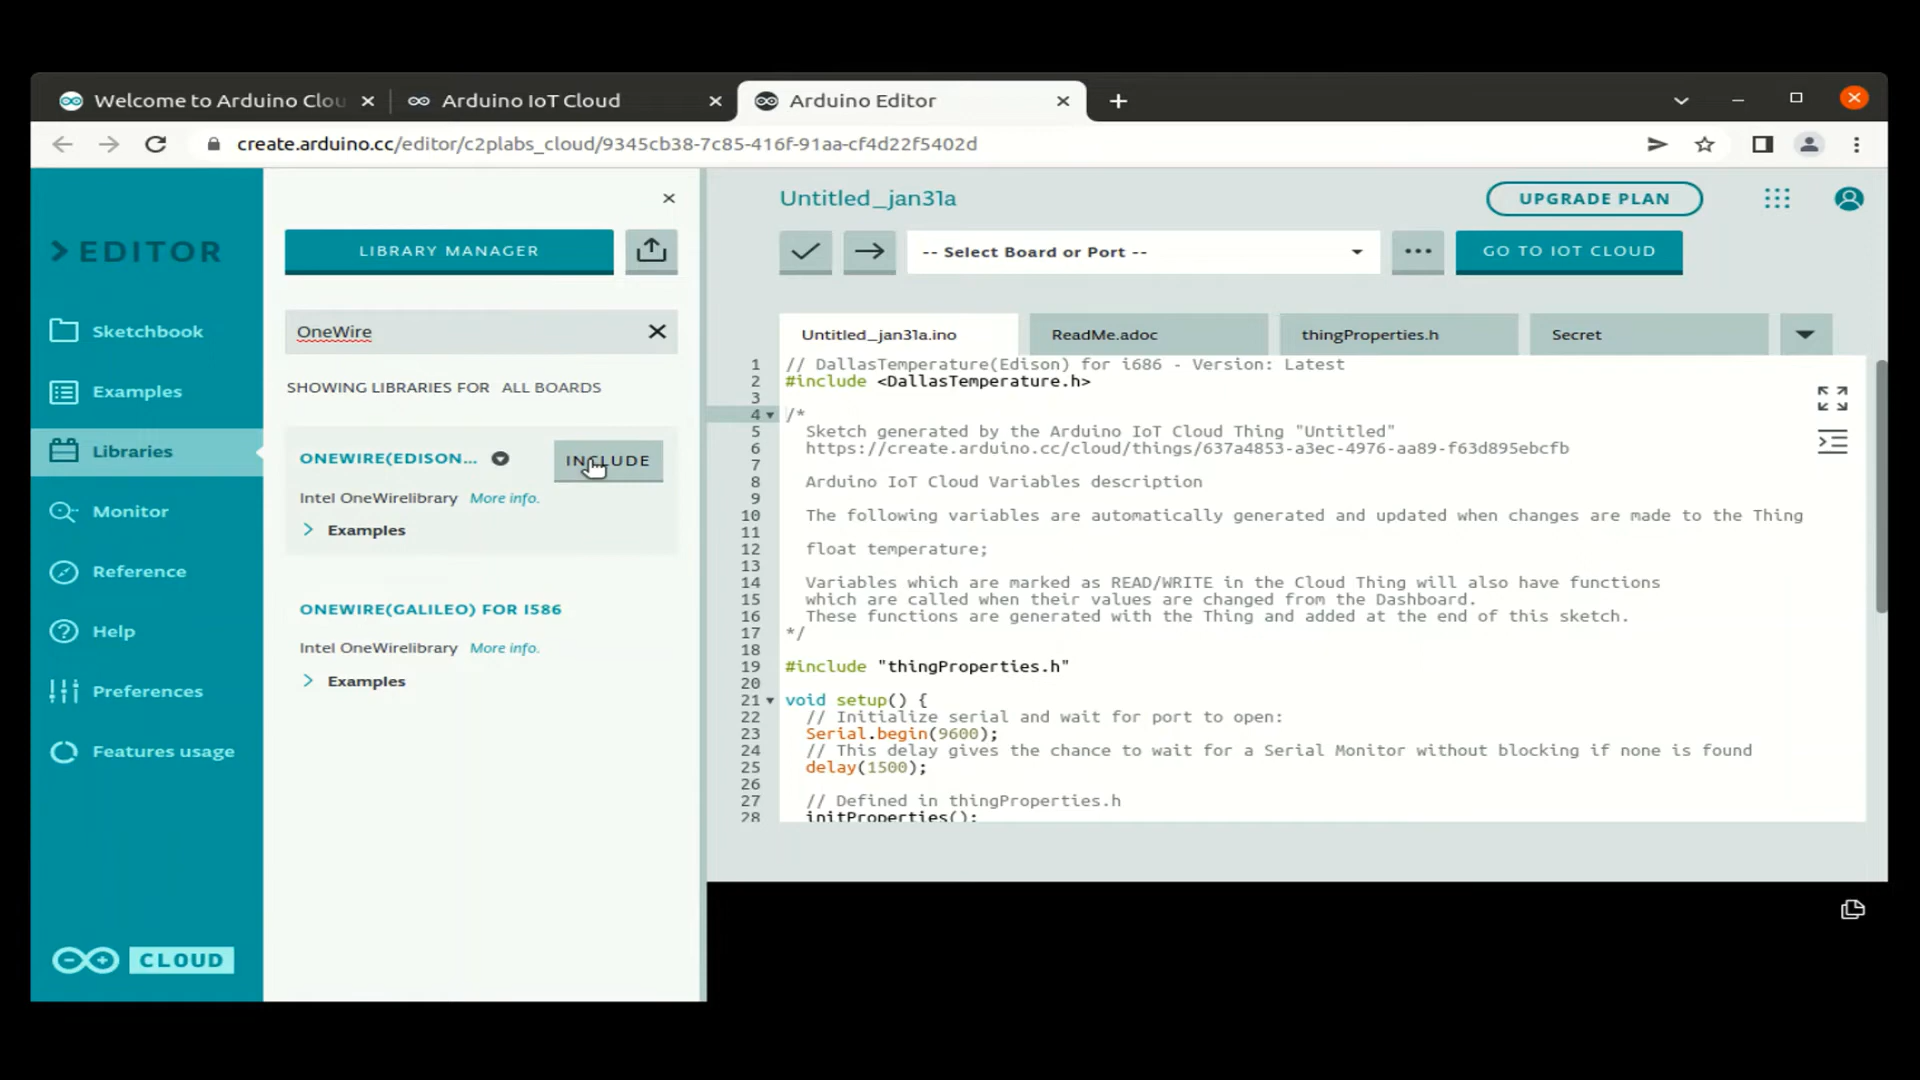 Welcome to Arduino Clou
Arduino IoT Cloud
Arduino Editor
create.arduino.cc/editor/c2plabs_cloud/9345cb38-7c85-416f-91aa-cf4d22f5402d
EDITOR
Sketchbook
Examples
Libraries
Monitor
Reference
Help
Preferences
Features usage
CLOUD
LIBRARY MANAGER
OneWire
SHOWING LIBRARIES FOR ALL BOARDS
ONEWIRE(EDISON...
INCLUDE
Intel OneWirelibrary More info.
Examples
ONEWIRE(GALILEO) FOR I586
Intel OneWirelibrary More info.
Examples
Untitled_jan31a
UPGRADE PLAN
-- Select Board or Port --
GO TO IOT CLOUD
Untitled_jan31a.ino
ReadMe.adoc
thingProperties.h
Secret
1 // DallasTemperature(Edison) for i686 - Version: Latest
2 #include <DallasTemperature.h>
3
4 /*
5 Sketch generated by the Arduino IoT Cloud Thing "Untitled"
6 https://create.arduino.cc/cloud/things/637a4853-a3ec-4976-aa89-f63d895ebcfb
7
8 Arduino IoT Cloud Variables description
9
10 The following variables are automatically generated and updated when changes are made to the Thing
11
12 float temperature;
13
14 Variables which are marked as READ/WRITE in the Cloud Thing will also have functions
15 which are called when their values are changed from the Dashboard.
16 These functions are generated with the Thing and added at the end of this sketch.
17 */
18
19 #include "thingProperties.h"
20
21 void setup() {
22 // Initialize serial and wait for port to open:
23 Serial.begin(9600);
24 // This delay gives the chance to wait for a Serial Monitor without blocking if none is found
25 delay(1500);
26
27 // Defined in thingProperties.h
28 initProperties();